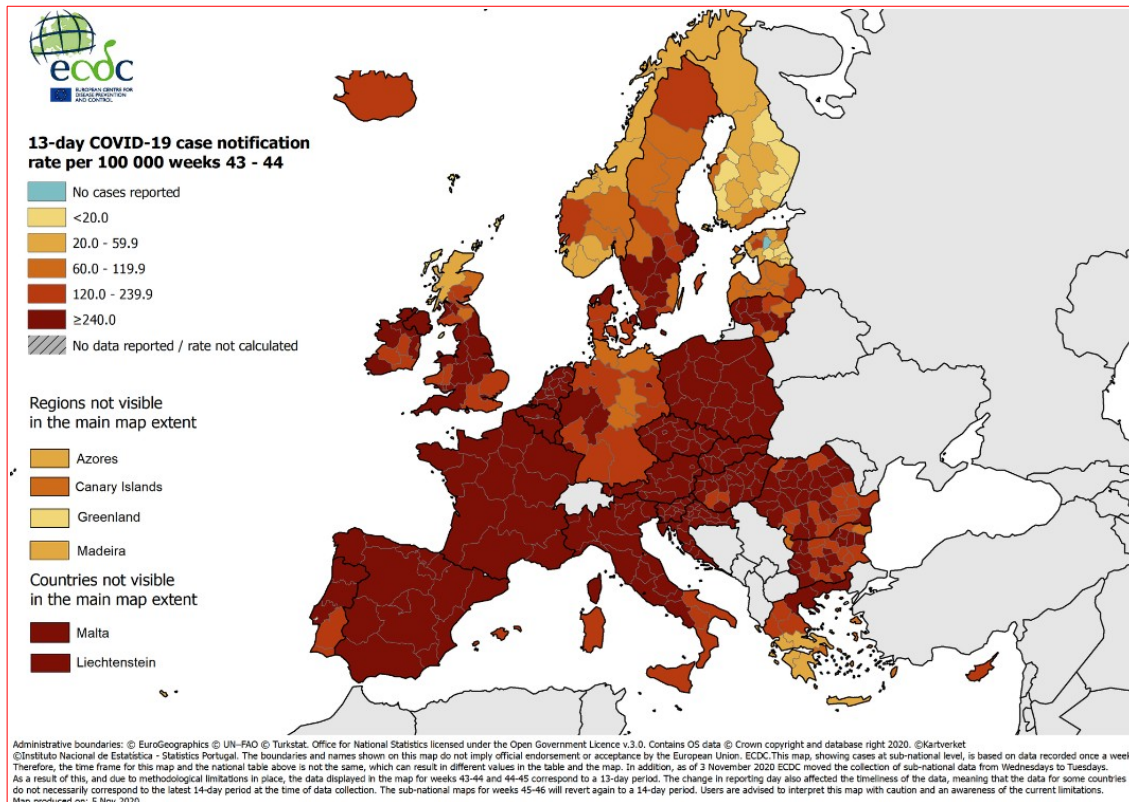 ecdc
EUROPEAN CENTRE FOR
DISEASE PREVENTION
AND CONTROL
13-day COVID-19 case notification
rate per 100 000 weeks 43 - 44
No cases reported
<20.0
20.0 - 59.9
60.0 - 119.9
120.0 - 239.9
≥240.0
No data reported / rate not calculated
Regions not visible
in the main map extent
Azores
Canary Islands
Greenland
Madeira
Countries not visible
in the main map extent
Malta
Liechtenstein
Administrative boundaries: © EuroGeographics © UN–FAO © Turkstat. Office for National Statistics licensed under the Open Government Licence v.3.0. Contains OS data © Crown copyright and database right 2020. ©Kartverket
©Instituto Nacional de Estatística - Statistics Portugal. The boundaries and names shown on this map do not imply official endorsement or acceptance by the European Union. ECDC.This map, showing cases at sub-national level, is based on data recorded once a week
Therefore, the time frame for this map and the national table above is not the same, which can result in different values in the table and the map. In addition, as of 3 November 2020 ECDC moved the collection of sub-national data from Wednesdays to Tuesdays.
As a result of this, and due to methodological limitations in place, the data displayed in the map for weeks 43-44 and 44-45 correspond to a 13-day period. The change in reporting day also affected the timeliness of the data, meaning that the data for some countries
do not necessarily correspond to the latest 14-day period at the time of data collection. The sub-national maps for weeks 45-46 will revert again to a 14-day period. Users are advised to interpret this map with caution and an awareness of the current limitations.
Map produced on: 5 Nov 2020